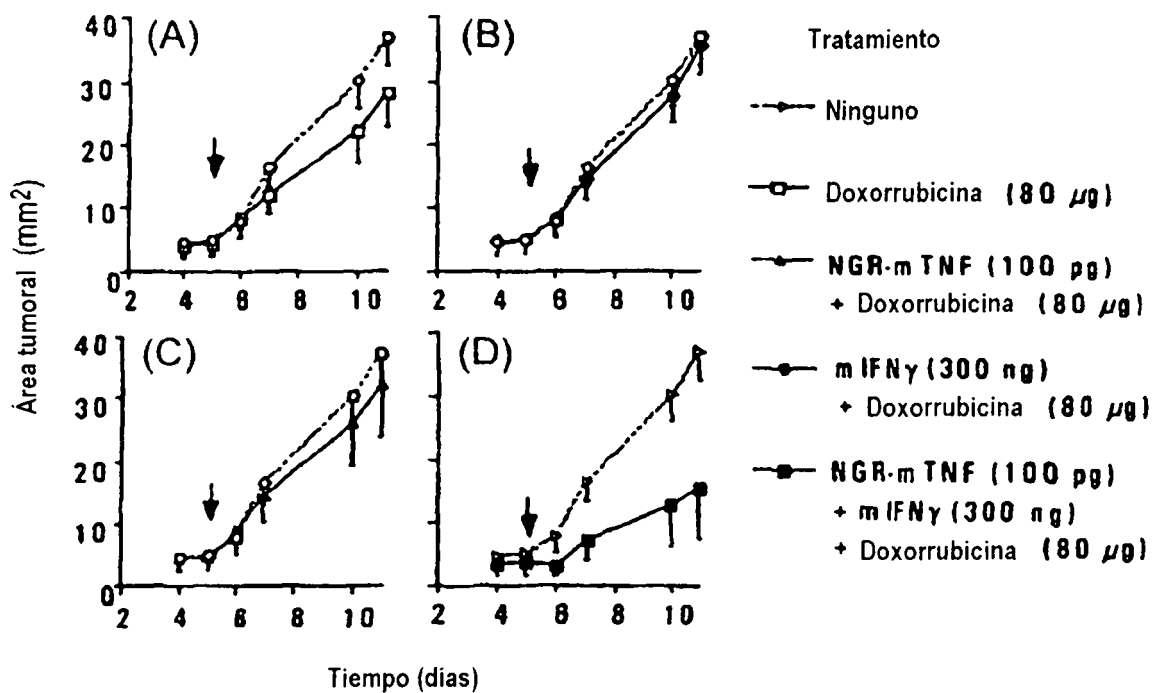 Área tumoral (mm²)
40
30
20
10
0
(A)
2 4 6 8 10
(B)
2 4 6 8 10
40
30
20
10
0
(C)
2 4 6 8 10
(D)
2 4 6 8 10
Tiempo (días)
Tratamiento
Ninguno
Doxorrubicina (80 µg)
NGR-mTNF (100 pg)
+ Doxorrubicina (80 µg)
mIFNγ (300 ng)
+ Doxorrubicina (80 µg)
NGR-mTNF (100 pg)
+ mIFNγ (300 ng)
+ Doxorrubicina (80 µg)